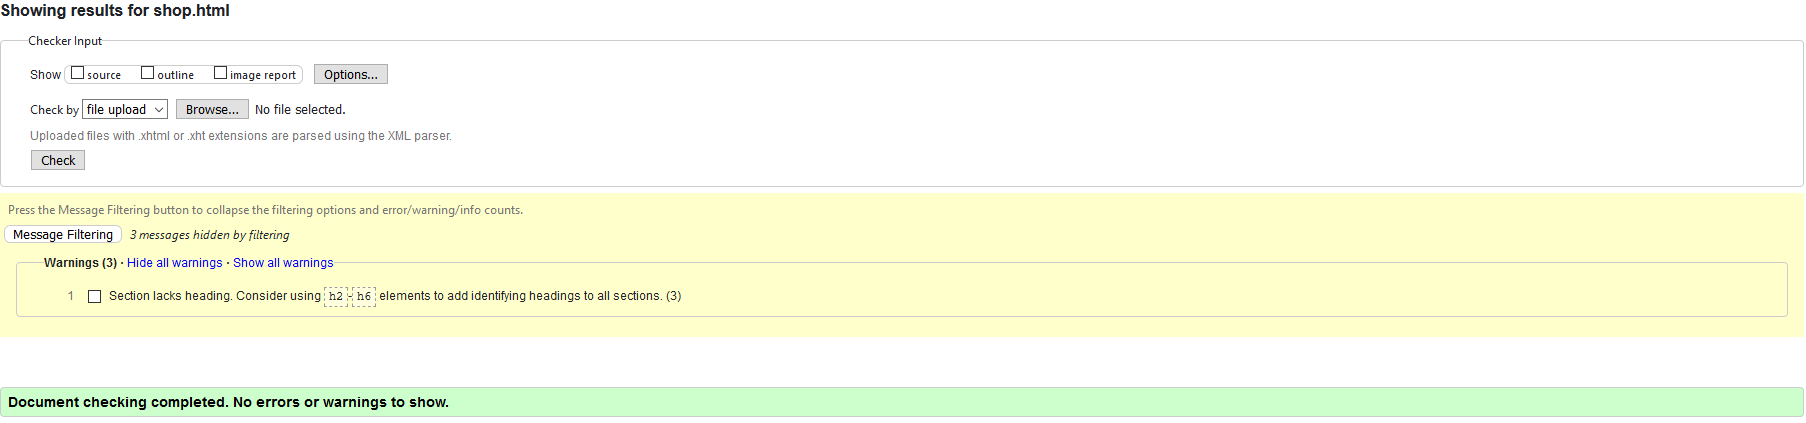 Showing results for shop.html
Checker Input
Show source outline image report Options...
Check by file upload Browse... No file selected.
Uploaded files with .xhtml or .xht extensions are parsed using the XML parser.
Check
Press the Message Filtering button to collapse the filtering options and error/warning/info counts.
Message Filtering 3 messages hidden by filtering
Warnings (3) · Hide all warnings · Show all warnings
1 Section lacks heading. Consider using h2-h6 elements to add identifying headings to all sections. (3)
Document checking completed. No errors or warnings to show.